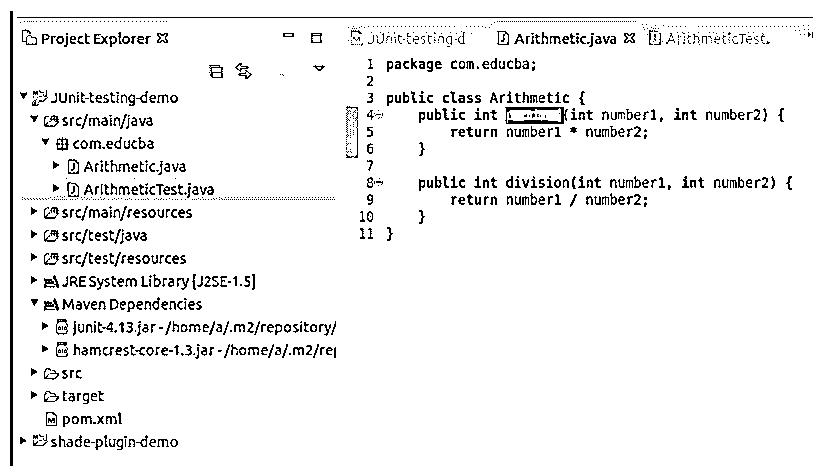 Project Explorer
JUnit-testing-d
Arithmetic.java
ArithmeticTest.
JUnit-testing-demo
src/main/java
com.educba
Arithmetic.java
ArithmeticTest.java
src/main/resources
src/test/java
src/test/resources
JRE System Library [J2SE-1.5]
Maven Dependencies
junit-4.13.jar - /home/a/.m2/repository/
hamcrest-core-1.3.jar - /home/a/.m2/rep
src
target
pom.xml
shade-plugin-demo
1 package com.educba;
2
3 public class Arithmetic {
4 public int (int number1, int number2) {
5 return number1 * number2;
6 }
7
8 public int division(int number1, int number2) {
9 return number1 / number2;
10 }
11 }